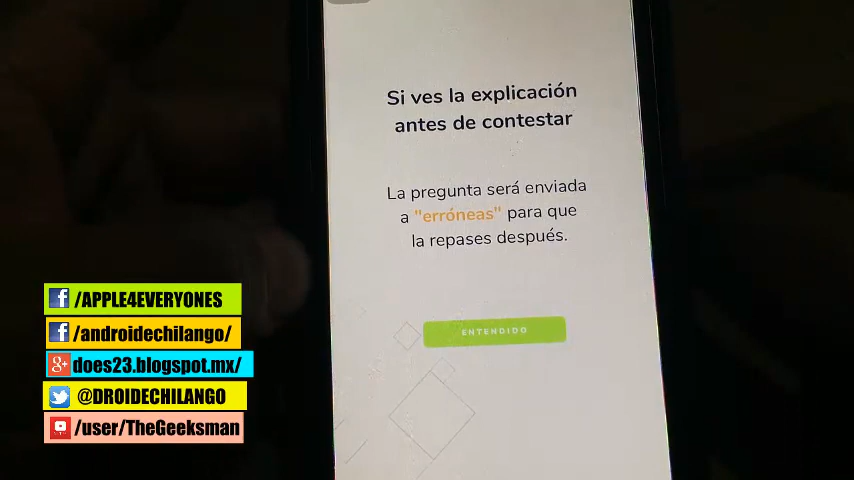 Si ves la explicación
antes de contestar
La pregunta será enviada
a "erróneas" para que
la repases después.
ENTENDIDO
/APPLE4EVERYONES
/androidechilango/
does23.blogspot.mx/
@DROIDECHILANGO
/user/TheGeeksman